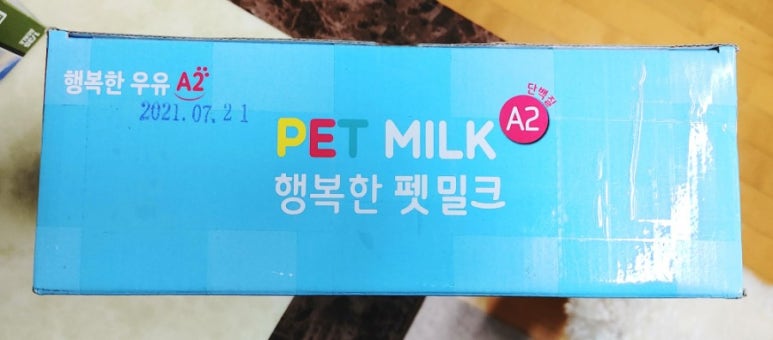 행복한 우유 A2
2021.07.21
PET MILK
단백질
A2
행복한 펫밀크